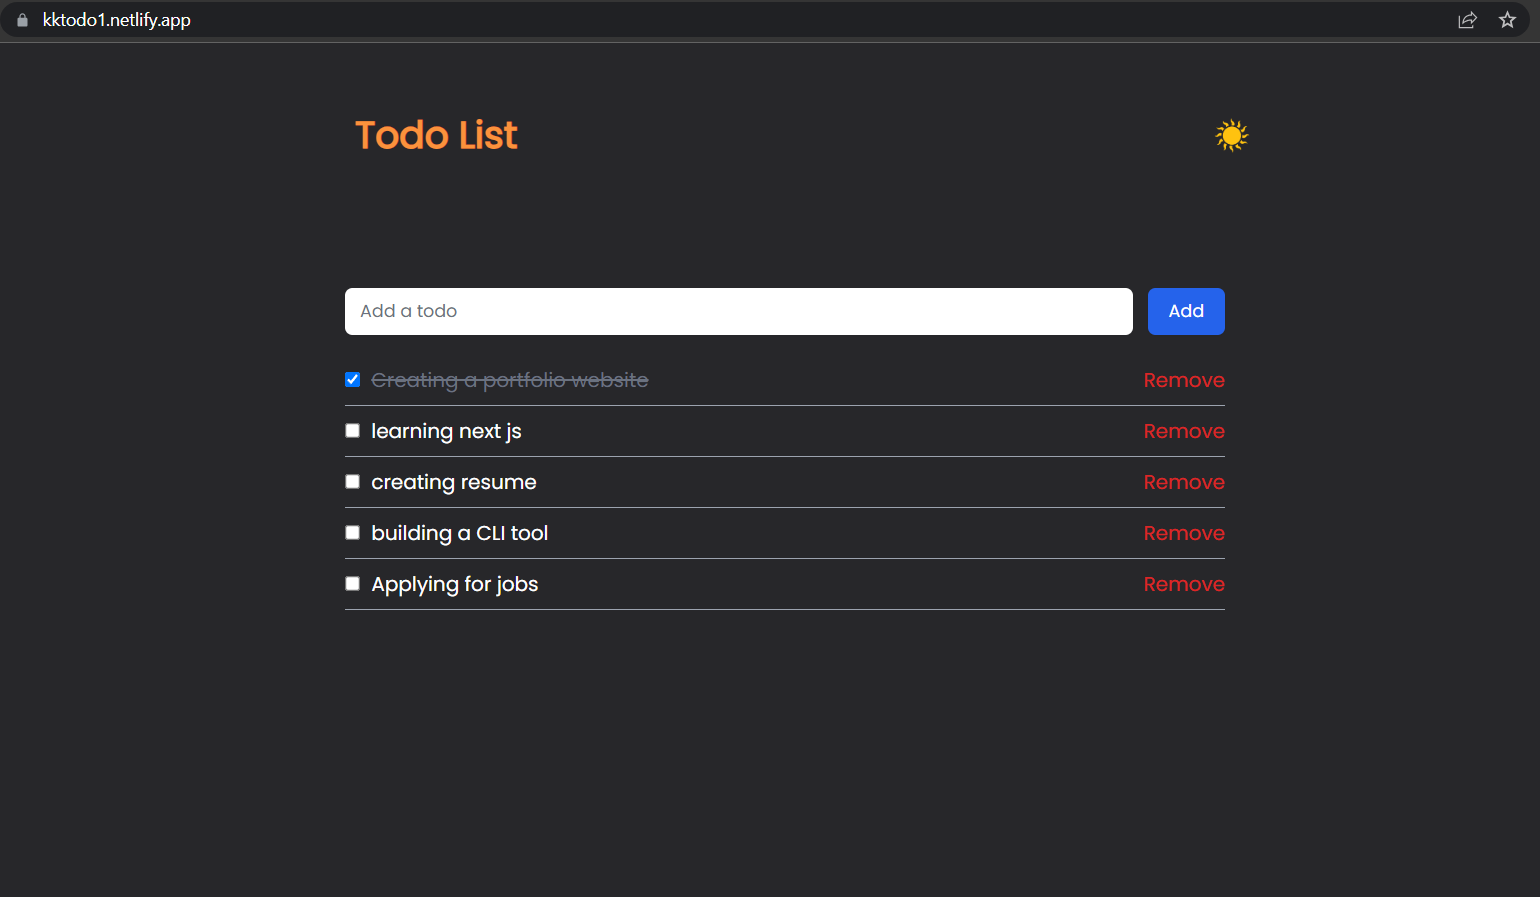 kktodo1.netlify.app
Todo List
Add a todo
Add
Creating a portfolio website Remove
learning next js Remove
creating resume Remove
building a CLI tool Remove
Applying for jobs Remove